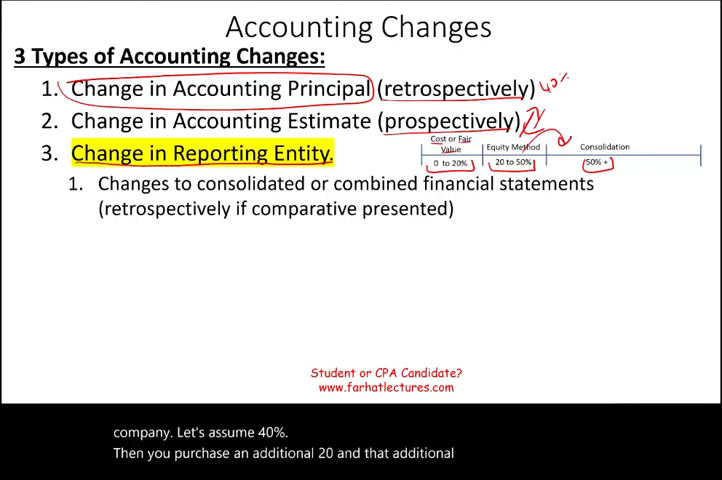 Accounting Changes
3 Types of Accounting Changes:
1. Change in Accounting Principal (retrospectively) 40%
2. Change in Accounting Estimate (prospectively)
3. Change in Reporting Entity.
Cost or Fair Value
Equity Method
Consolidation
0 to 20%
20 to 50%
(50% +)
1. Changes to consolidated or combined financial statements
(retrospectively if comparative presented)
Student or CPA Candidate?
www.farhatlectures.com
company. Let's assume 40%.
Then you purchase an additional 20 and that additional